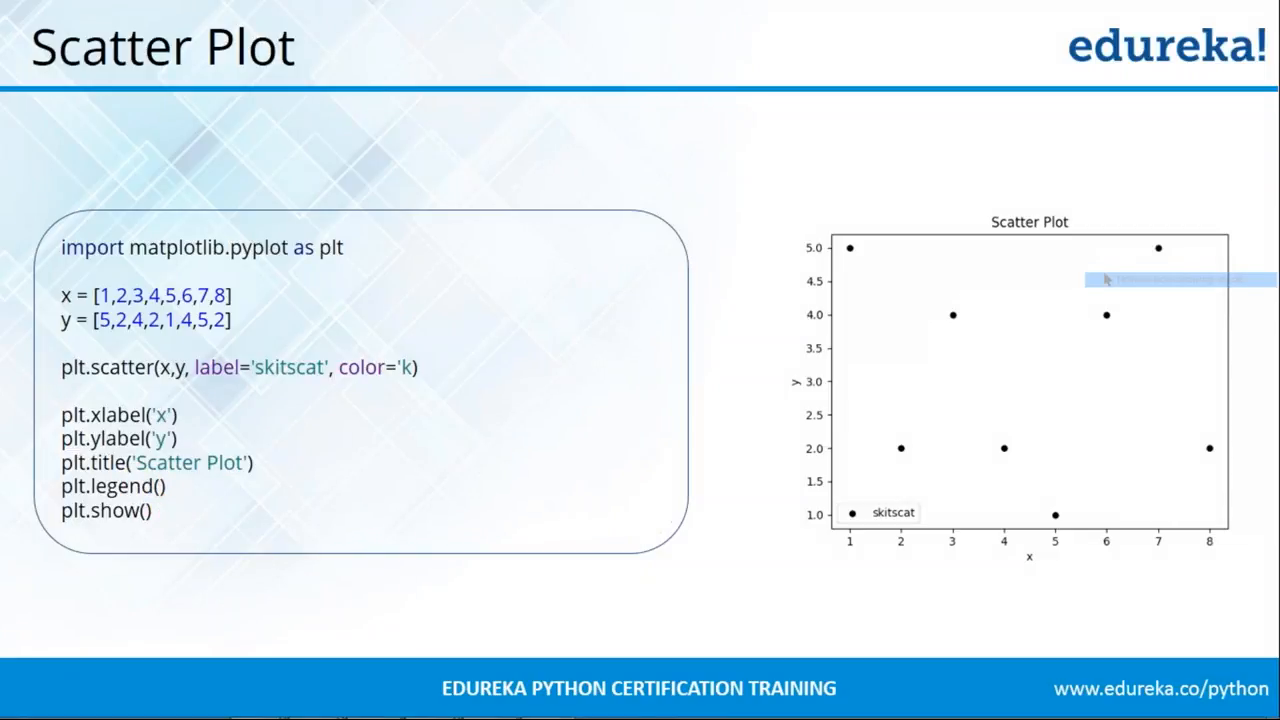 Scatter Plot
edureka!
import matplotlib.pyplot as plt
x = [1,2,3,4,5,6,7,8]
y = [5,2,4,2,1,4,5,2]
plt.scatter(x,y, label='skitscat', color='k)
plt.xlabel('x')
plt.ylabel('y')
plt.title('Scatter Plot')
plt.legend()
plt.show()
Scatter Plot
5.0
4.5
4.0
3.5
3.0
2.5
2.0
1.5
1.0
y
skitscat
1 2 3 4 5 6 7 8
x
EDUREKA PYTHON CERTIFICATION TRAINING
www.edureka.co/python